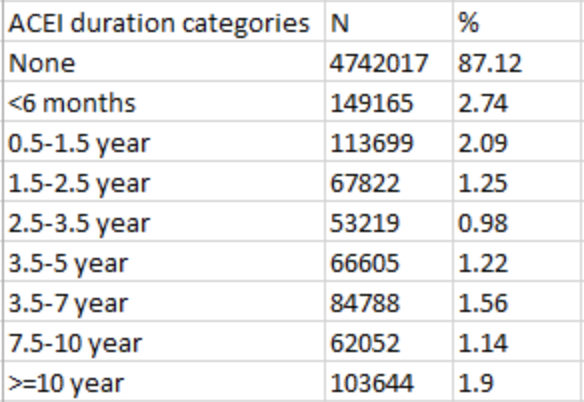 ACEI duration categories N %
None 4742017 87.12
<6 months 149165 2.74
0.5-1.5 year 113699 2.09
1.5-2.5 year 67822 1.25
2.5-3.5 year 53219 0.98
3.5-5 year 66605 1.22
3.5-7 year 84788 1.56
7.5-10 year 62052 1.14
>=10 year 103644 1.9